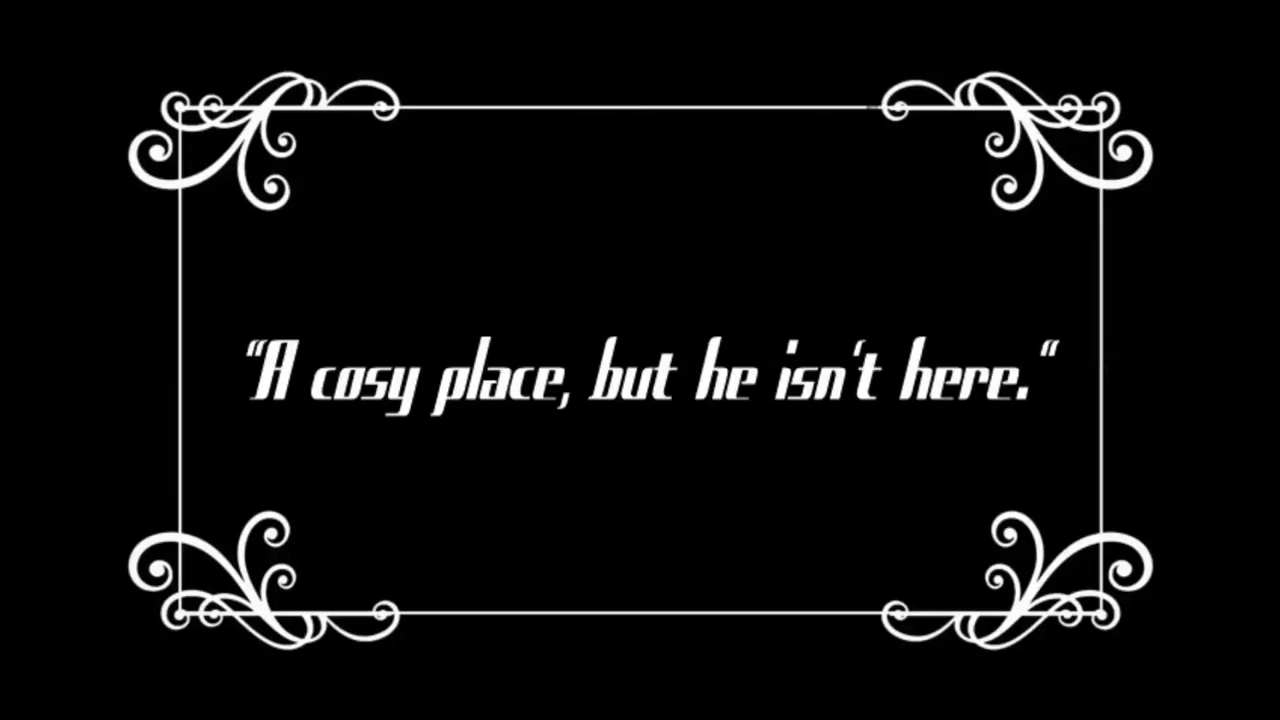 “A cosy place, but he isn‘t here.“